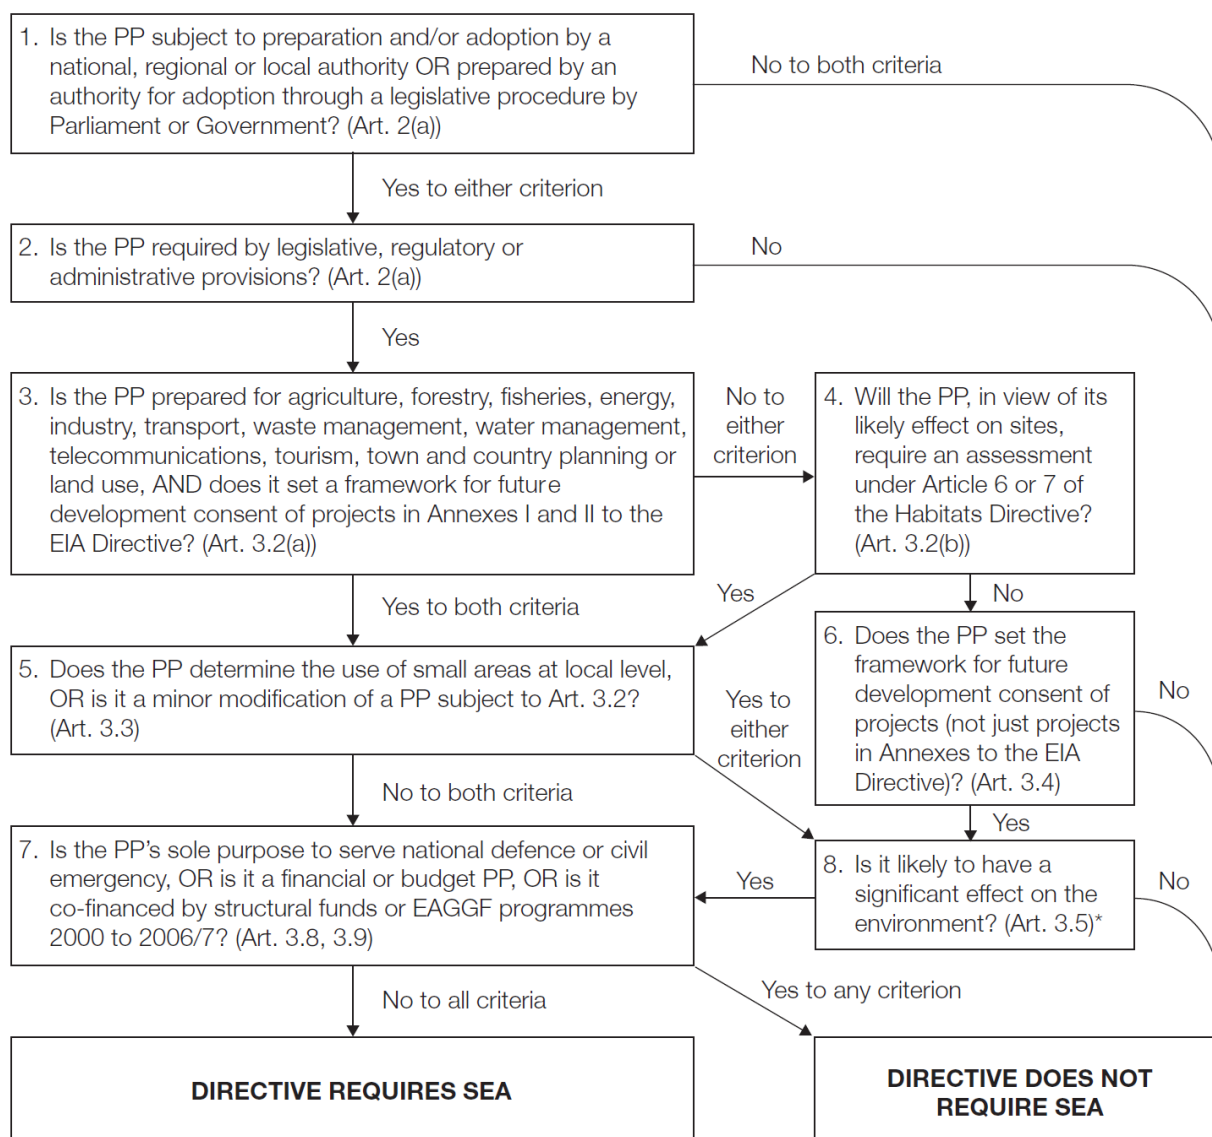 1. Is the PP subject to preparation and/or adoption by a
national, regional or local authority OR prepared by an
authority for adoption through a legislative procedure by
Parliament or Government? (Art. 2(a))
No to both criteria
Yes to either criterion
2. Is the PP required by legislative, regulatory or
administrative provisions? (Art. 2(a))
No
Yes
3. Is the PP prepared for agriculture, forestry, fisheries, energy,
industry, transport, waste management, water management,
telecommunications, tourism, town and country planning or
land use, AND does it set a framework for future
development consent of projects in Annexes I and II to the
EIA Directive? (Art. 3.2(a))
No to
either
criterion
4. Will the PP, in view of its
likely effect on sites,
require an assessment
under Article 6 or 7 of
the Habitats Directive?
(Art. 3.2(b))
Yes to both criteria
Yes
No
5. Does the PP determine the use of small areas at local level,
OR is it a minor modification of a PP subject to Art. 3.2?
(Art. 3.3)
Yes to
either
criterion
6. Does the PP set the
framework for future
development consent of
projects (not just projects
in Annexes to the EIA
Directive)? (Art. 3.4)
No
No to both criteria
Yes
7. Is the PP's sole purpose to serve national defence or civil
emergency, OR is it a financial or budget PP, OR is it
co-financed by structural funds or EAGGF programmes
2000 to 2006/7? (Art. 3.8, 3.9)
Yes
8. Is it likely to have a
significant effect on the
environment? (Art. 3.5)*
No
No to all criteria
Yes to any criterion
DIRECTIVE REQUIRES SEA
DIRECTIVE DOES NOT
REQUIRE SEA